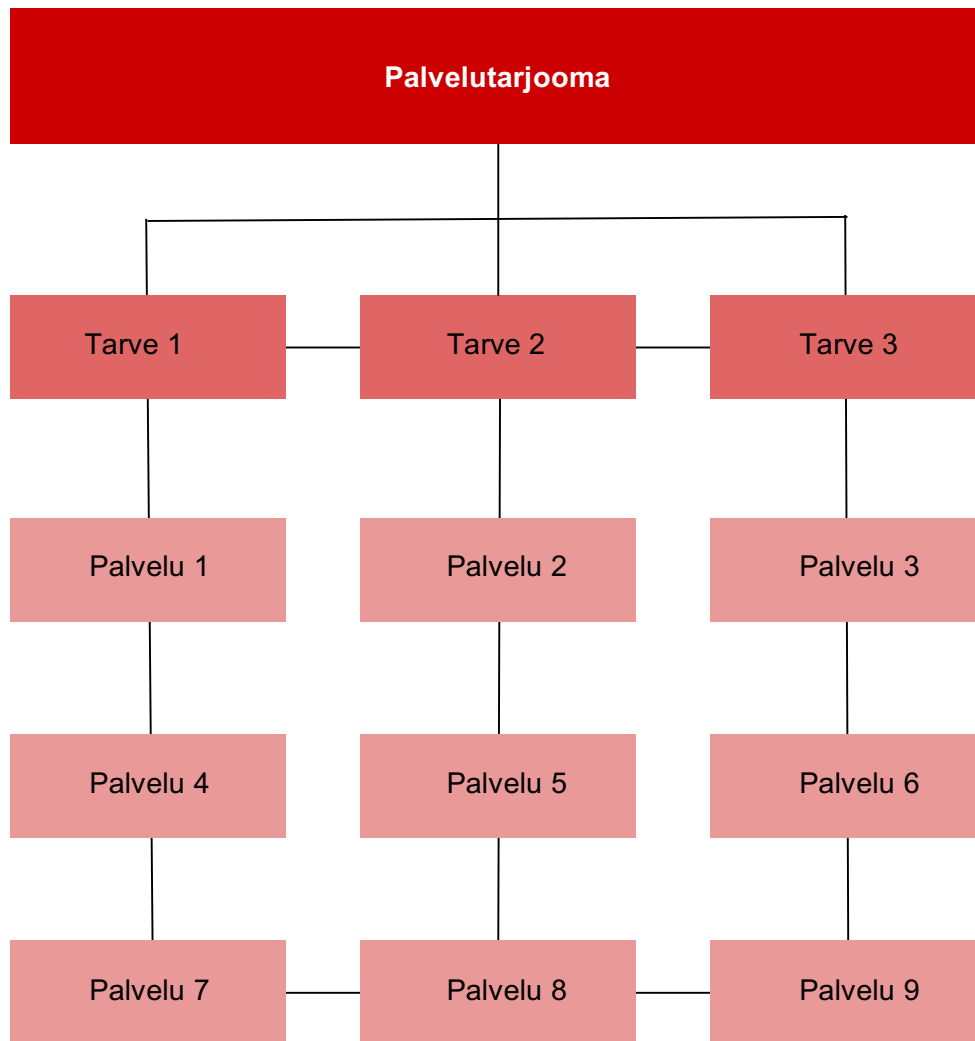 Palvelutarjooma
Tarve 1
Tarve 2
Tarve 3
Palvelu 1
Palvelu 2
Palvelu 3
Palvelu 4
Palvelu 5
Palvelu 6
Palvelu 7
Palvelu 8
Palvelu 9